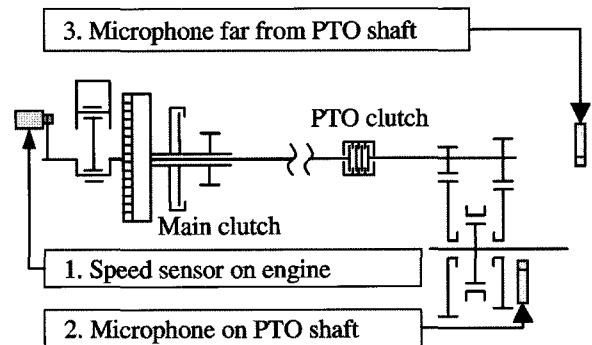 3. Microphone far from PTO shaft
PTO clutch
Main clutch
1. Speed sensor on engine
2. Microphone on PTO shaft